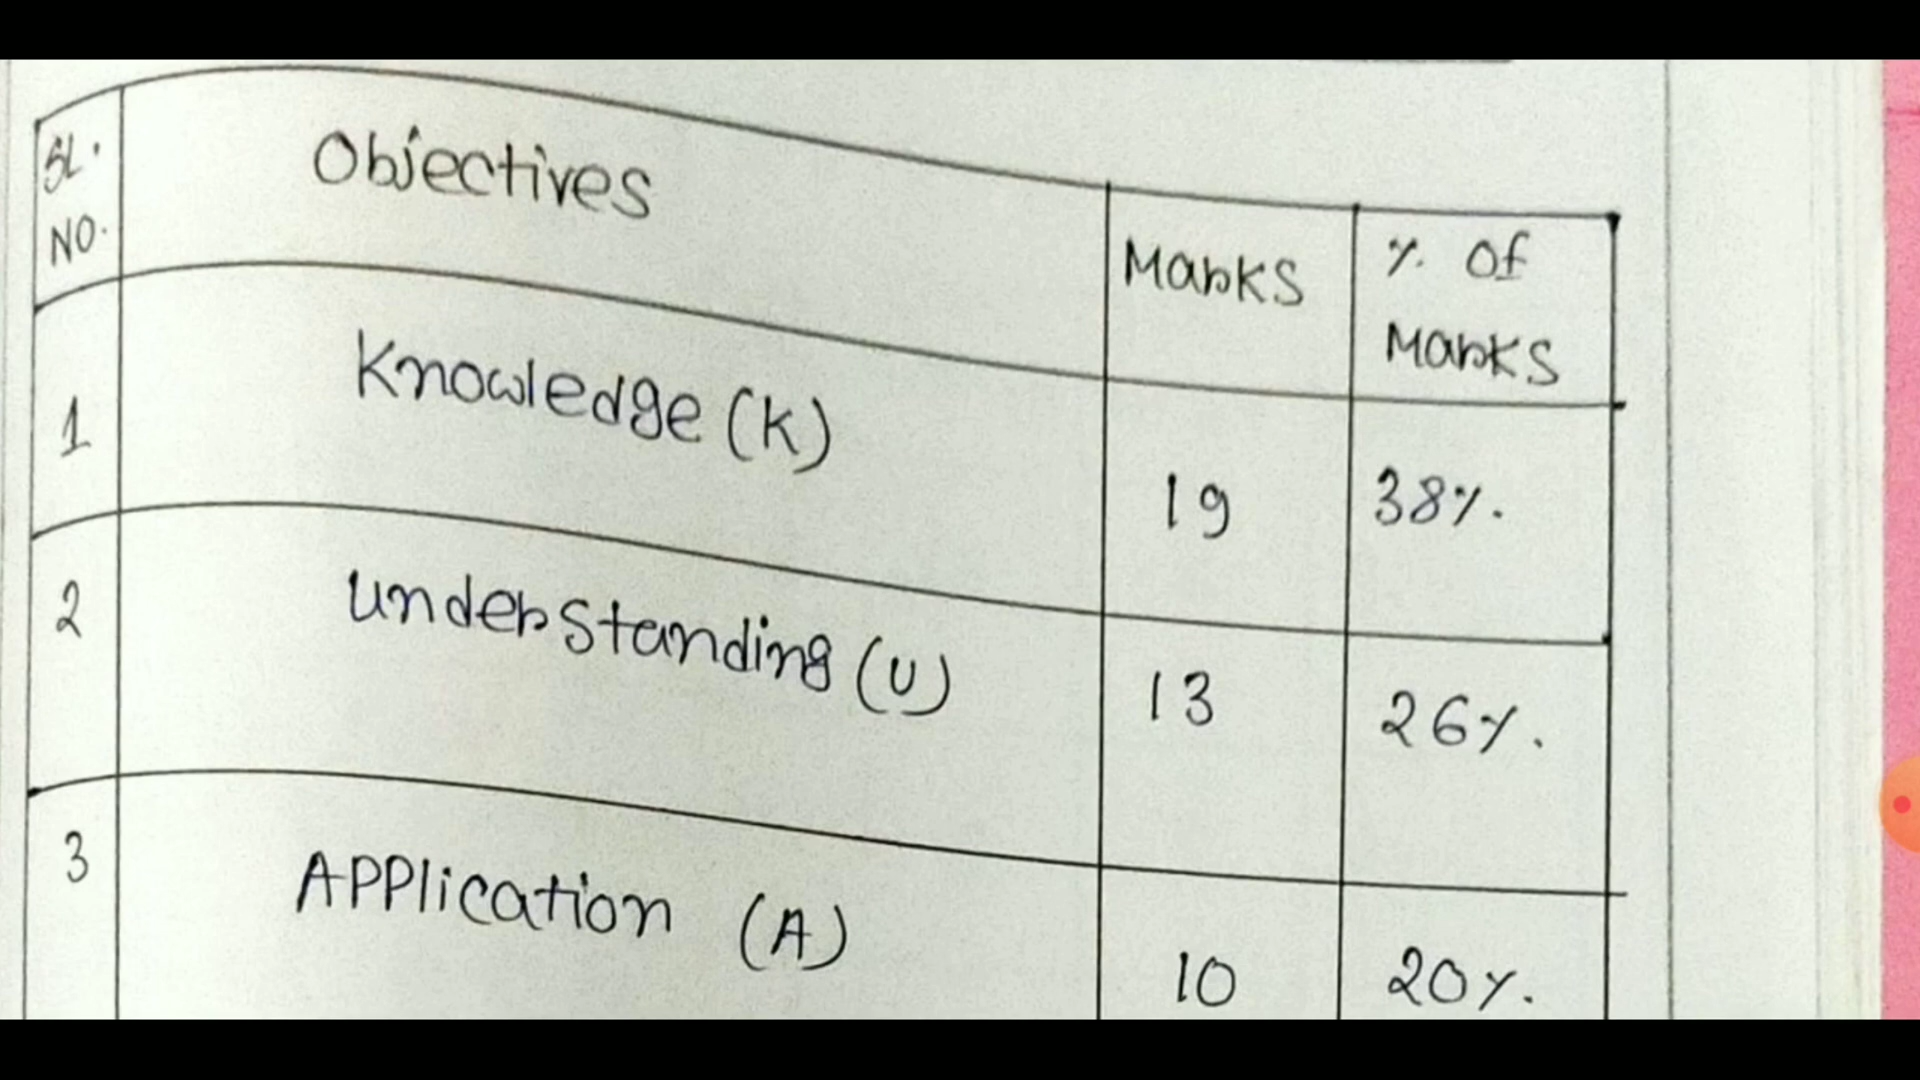 SL. NO. Objectives Marks % Of Marks
1 Knowledge (K) 19 38%.
2 Understanding (U) 13 26%.
3 Application (A) 10 20%.